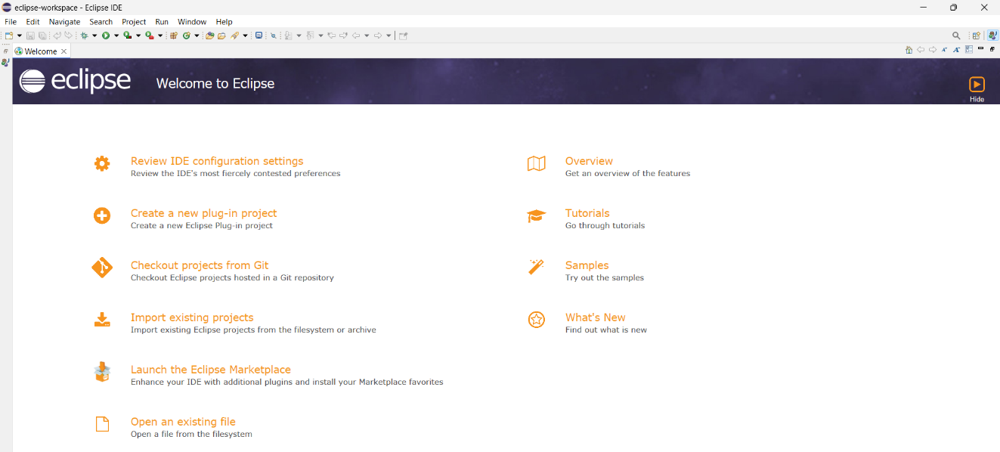 eclipse-workspace - Eclipse IDE
File Edit Navigate Search Project Run Window Help
Welcome
eclipse Welcome to Eclipse
Hide
Review IDE configuration settings
Review the IDE's most fiercely contested preferences
Create a new plug-in project
Create a new Eclipse Plug-in project
Checkout projects from Git
Checkout Eclipse projects hosted in a Git repository
Import existing projects
Import existing Eclipse projects from the filesystem or archive
Launch the Eclipse Marketplace
Enhance your IDE with additional plugins and install your Marketplace favorites
Open an existing file
Open a file from the filesystem
Overview
Get an overview of the features
Tutorials
Go through tutorials
Samples
Try out the samples
What's New
Find out what is new